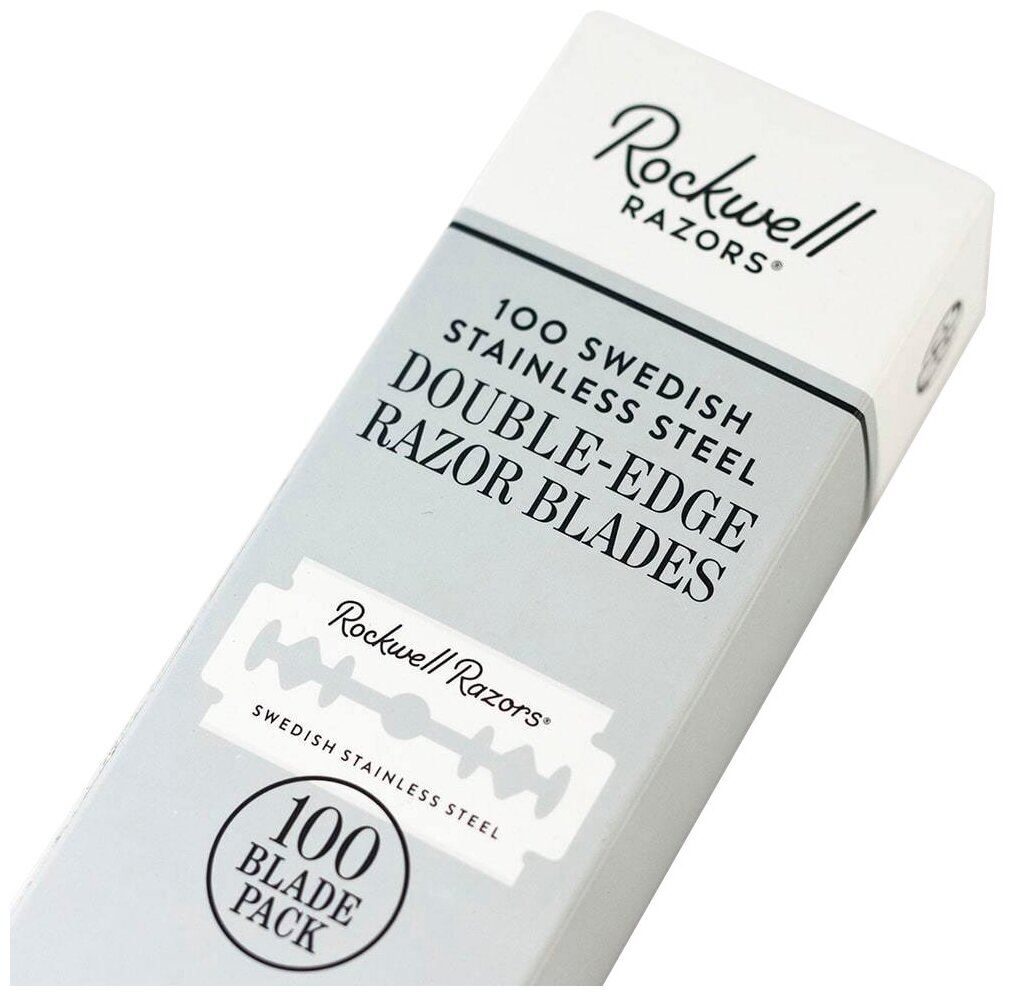 Rockwell
RAZORS®
100 SWEDISH
STAINLESS STEEL
DOUBLE-EDGE
RAZOR BLADES
Rockwell Razors®
SWEDISH STAINLESS STEEL
100
BLADE
PACK